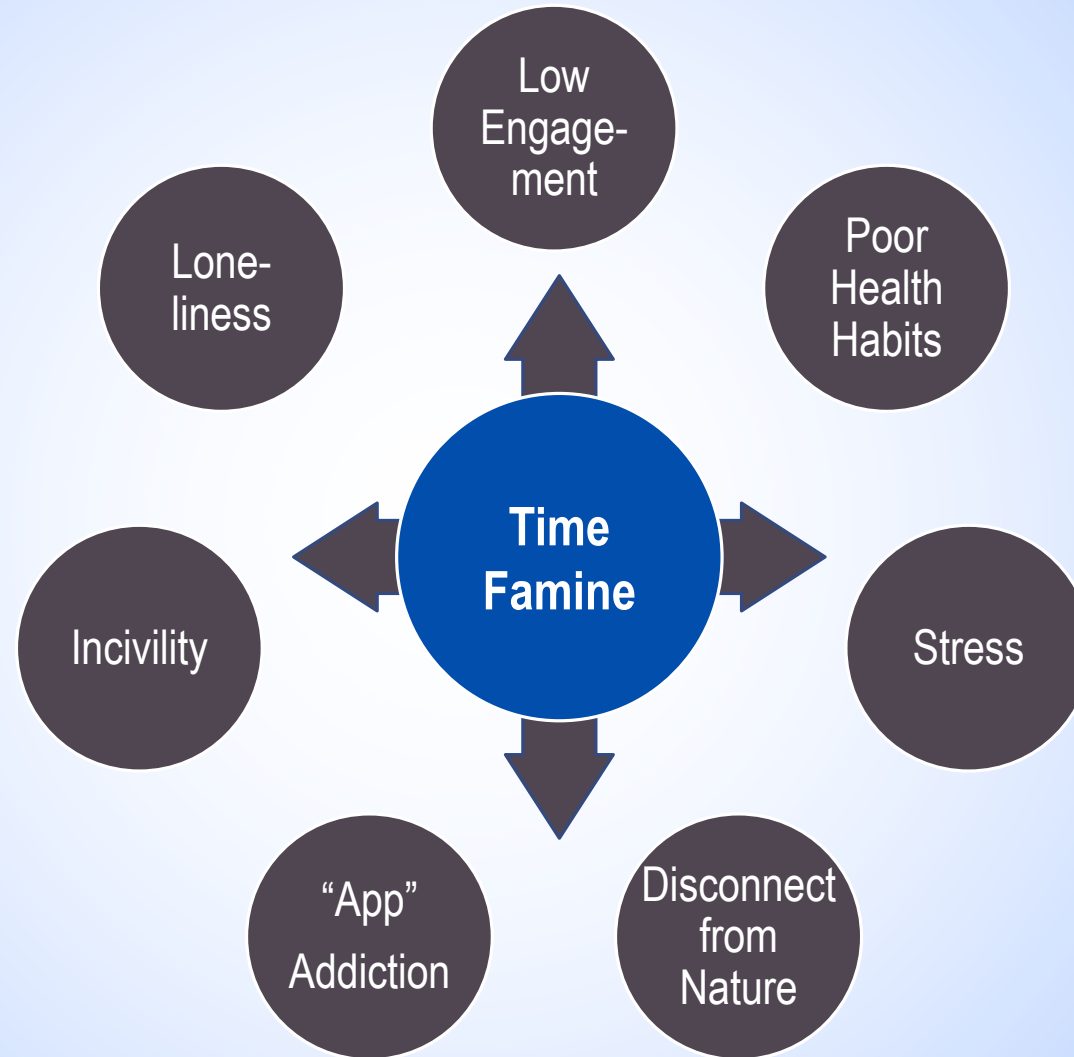 Low
Engage-
ment
Poor
Health
Habits
Stress
Disconnect
from
Nature
“App”
Addiction
Incivility
Lone-
liness
Time
Famine